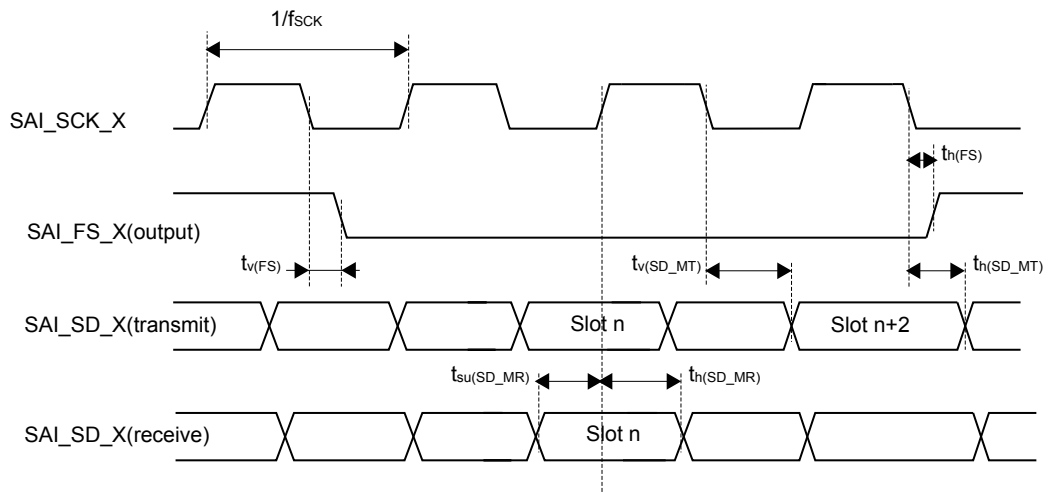 1/fSCK
SAI_SCK_X
th(FS)
SAI_FS_X(output)
tv(FS)
tv(SD_MT)
th(SD_MT)
SAI_SD_X(transmit)
Slot n
Slot n+2
tsu(SD_MR)
th(SD_MR)
SAI_SD_X(receive)
Slot n